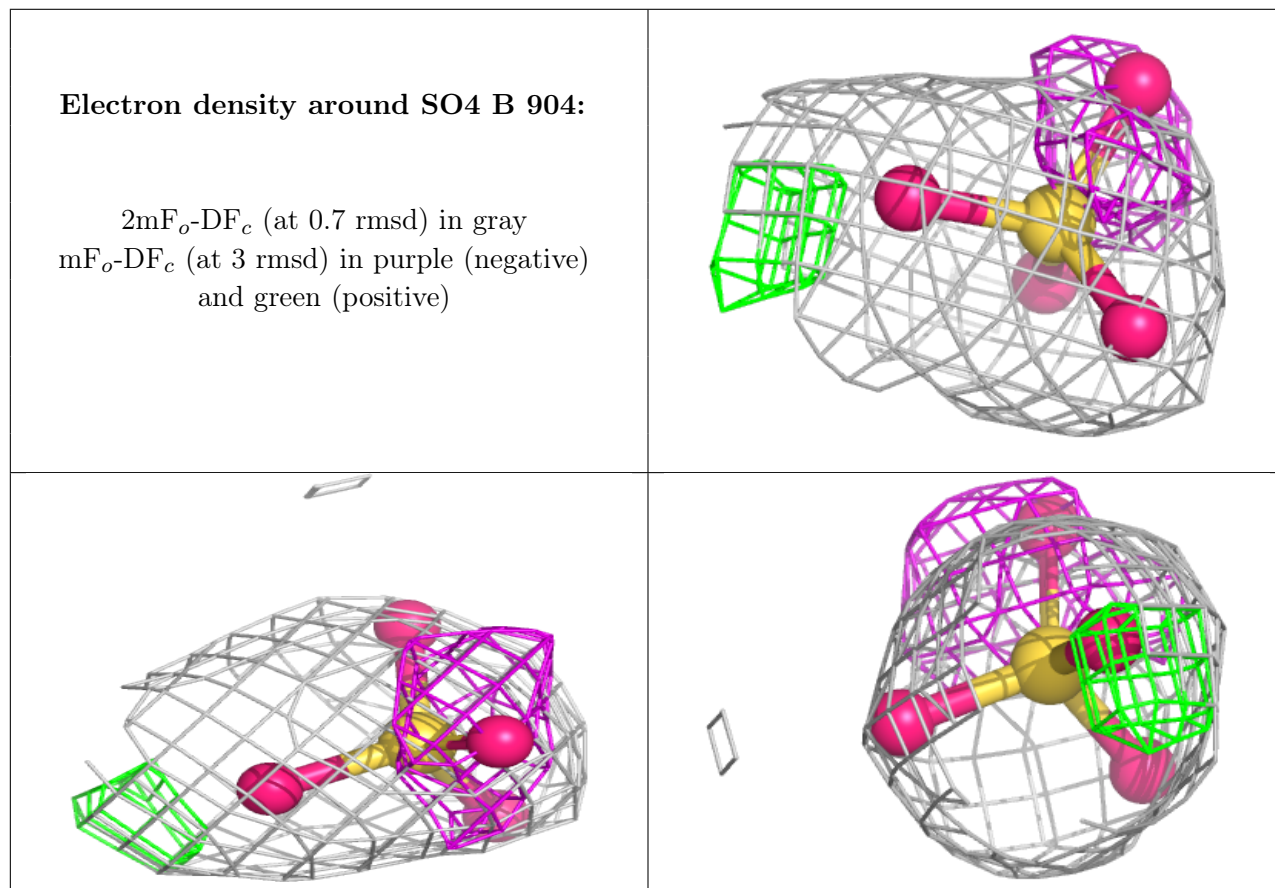 Electron density around SO4 B 904:
2mFo-DFc (at 0.7 rmsd) in gray
mFo-DFc (at 3 rmsd) in purple (negative)
and green (positive)